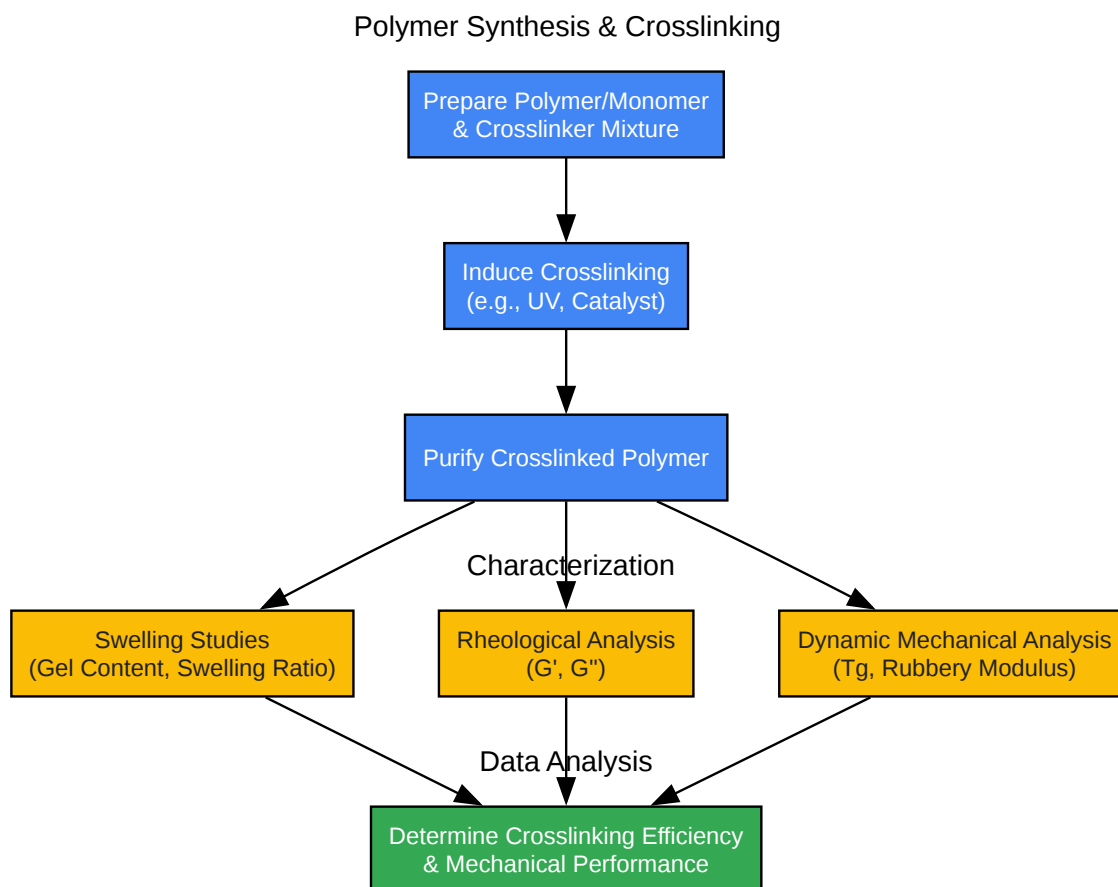 Polymer Synthesis & Crosslinking
Prepare Polymer/Monomer
& Crosslinker Mixture
Induce Crosslinking
(e.g., UV, Catalyst)
Purify Crosslinked Polymer
Characterization
Swelling Studies
(Gel Content, Swelling Ratio)
Rheological Analysis
(G', G")
Dynamic Mechanical Analysis
(Tg, Rubbery Modulus)
Data Analysis
Determine Crosslinking Efficiency
& Mechanical Performance